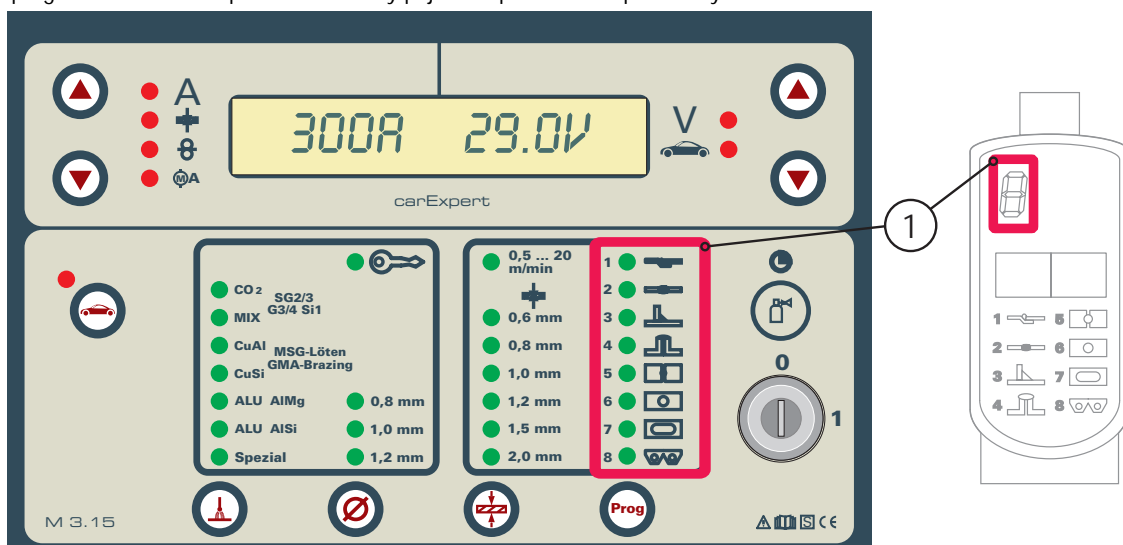 A
300A 29.0V
V
MA
carExpert
1
0,5 ... 20
m/min
CO2
SG2/3
G3/4 Si1
MIX
CuAl
MSG-Löten
GMA-Brazing
CuSi
ALU AlMg
0,8 mm
ALU AlSi
1,0 mm
Spezial
1,2 mm
0,6 mm
0,8 mm
1,0 mm
1,2 mm
1,5 mm
2,0 mm
1
2
3
4
5
6
7
8
Prog
0
1
M 3.15
S CE
8
1 5
2 6
3 7
4 8